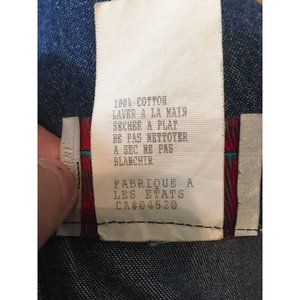 100% COTTON
LAVER A LA MAIN
SECHER A PLAT
NE PAS NETTOYER
A SEC NE PAS
BLANCHIR
FABRIQUE A
LES ETATS
CA#04520